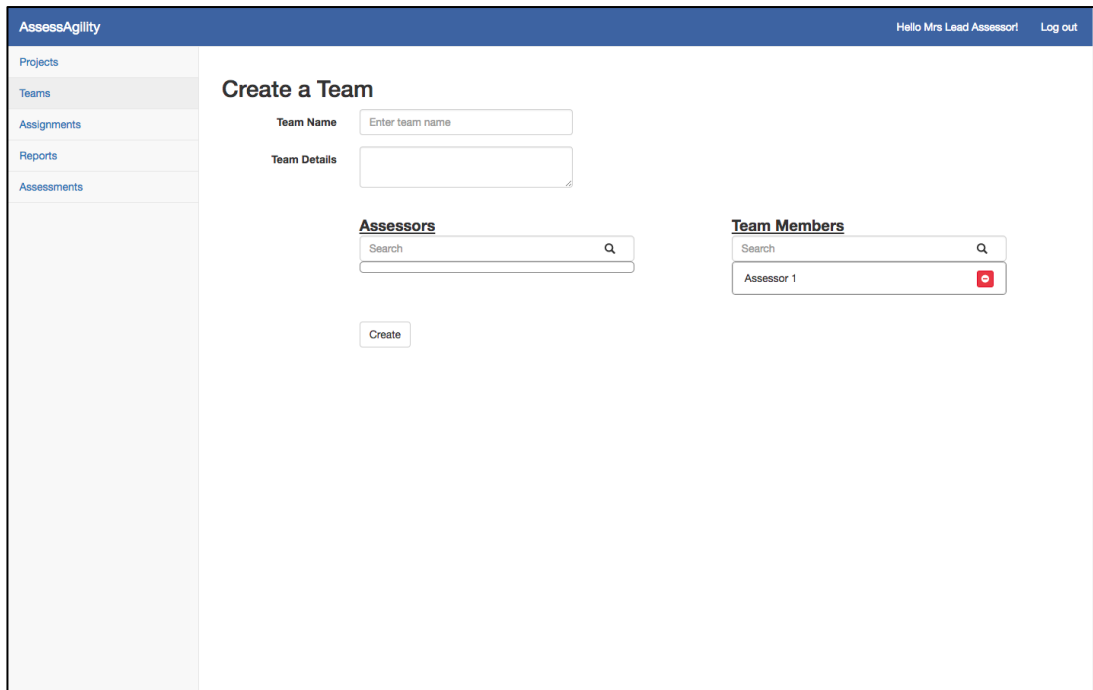 AssessAgility Hello Mrs Lead Assessor! Log out
Projects
Teams
Assignments
Reports
Assessments
Create a Team
Team Name Enter team name
Team Details
Assessors
Search
Team Members
Search
Assessor 1
Create